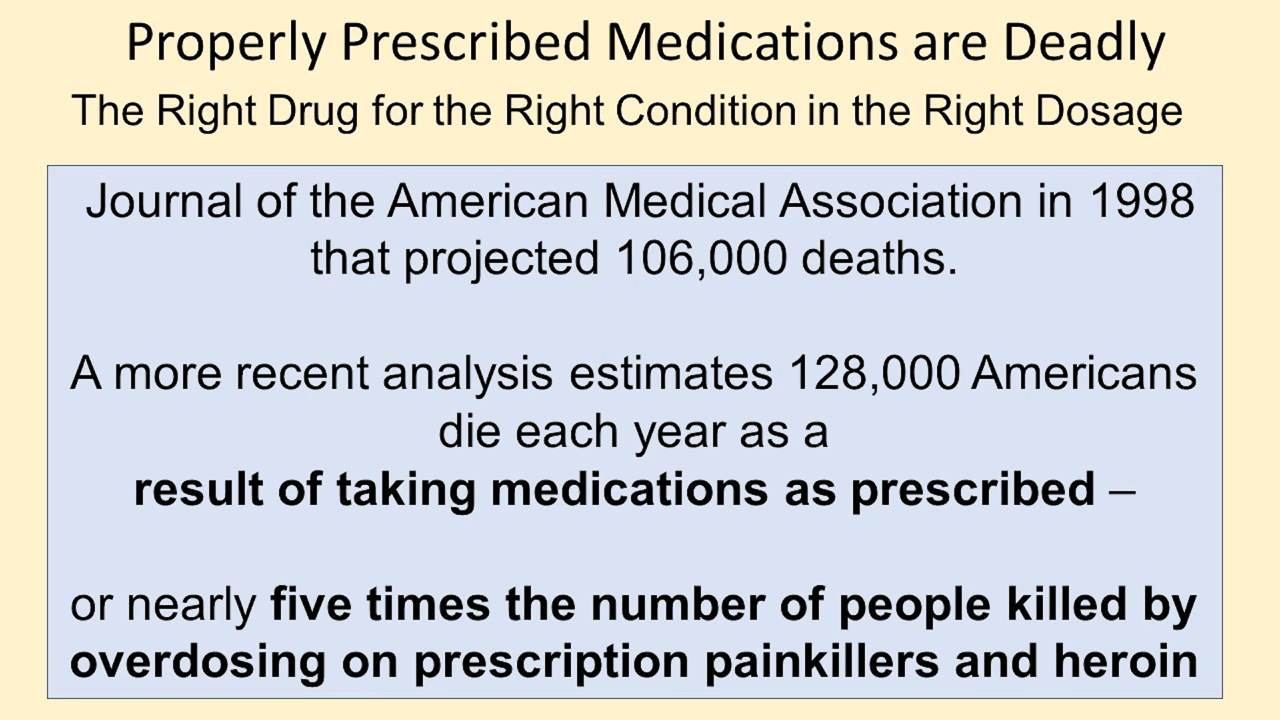 Properly Prescribed Medications are Deadly
The Right Drug for the Right Condition in the Right Dosage
Journal of the American Medical Association in 1998
that projected 106,000 deaths.
A more recent analysis estimates 128,000 Americans
die each year as a
result of taking medications as prescribed –
or nearly five times the number of people killed by
overdosing on prescription painkillers and heroin